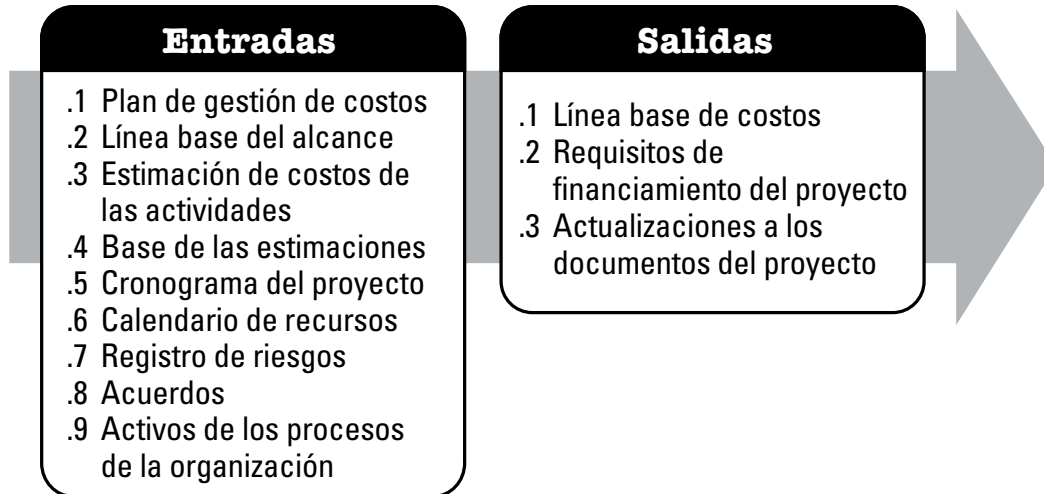 Entradas
.1 Plan de gestión de costos
.2 Línea base del alcance
.3 Estimación de costos de
las actividades
.4 Base de las estimaciones
.5 Cronograma del proyecto
.6 Calendario de recursos
.7 Registro de riesgos
.8 Acuerdos
.9 Activos de los procesos
de la organización
Salidas
.1 Línea base de costos
.2 Requisitos de
financiamiento del proyecto
.3 Actualizaciones a los
documentos del proyecto